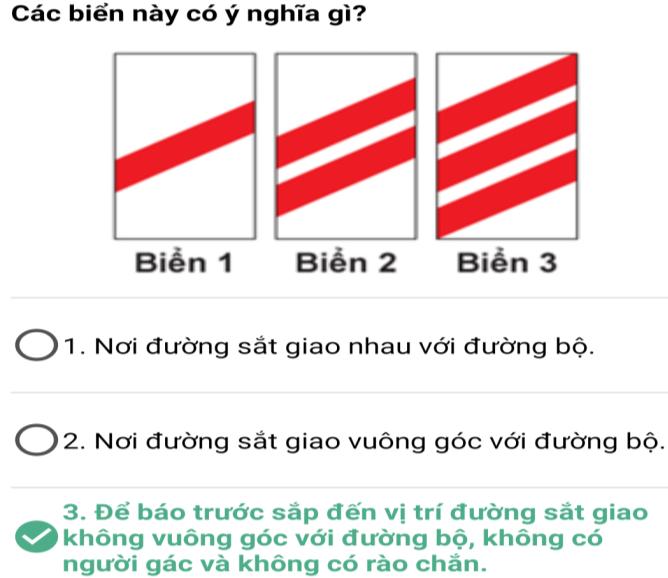 Các biển này có ý nghĩa gì?
Biển 1
Biển 2
Biển 3
1. Nơi đường sắt giao nhau với đường bộ.
2. Nơi đường sắt giao vuông góc với đường bộ.
3. Để báo trước sắp đến vị trí đường sắt giao
không vuông góc với đường bộ, không có
người gác và không có rào chắn.